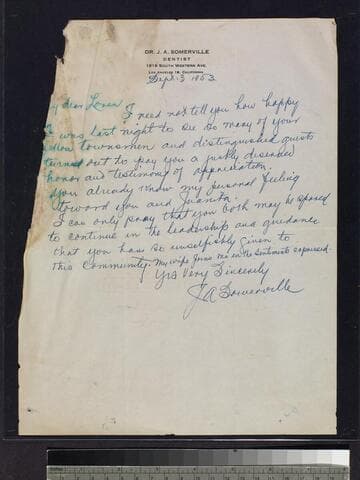 DR. J. A. SOMERVILLE
DENTIST
1819 SOUTH WESTERN AVE.
LOS ANGELES 18, CALIFORNIA
Sept. 3 1953
y dear Loren
I need not tell you how happy
I was last night to see so many of your
fellow townsmen and distinguished guests
turned out to pay you a justly deserved
honor and testimony of appreciation.
You already know my personal feeling
toward you and Juanita.
I can only pray that you both may be spared
to continue in the leadership and guidance
that you have so unselfishly given to
this Community. My wife joins me in the sentiments expressed.
Yrs Very Sincerely
JA Somerville